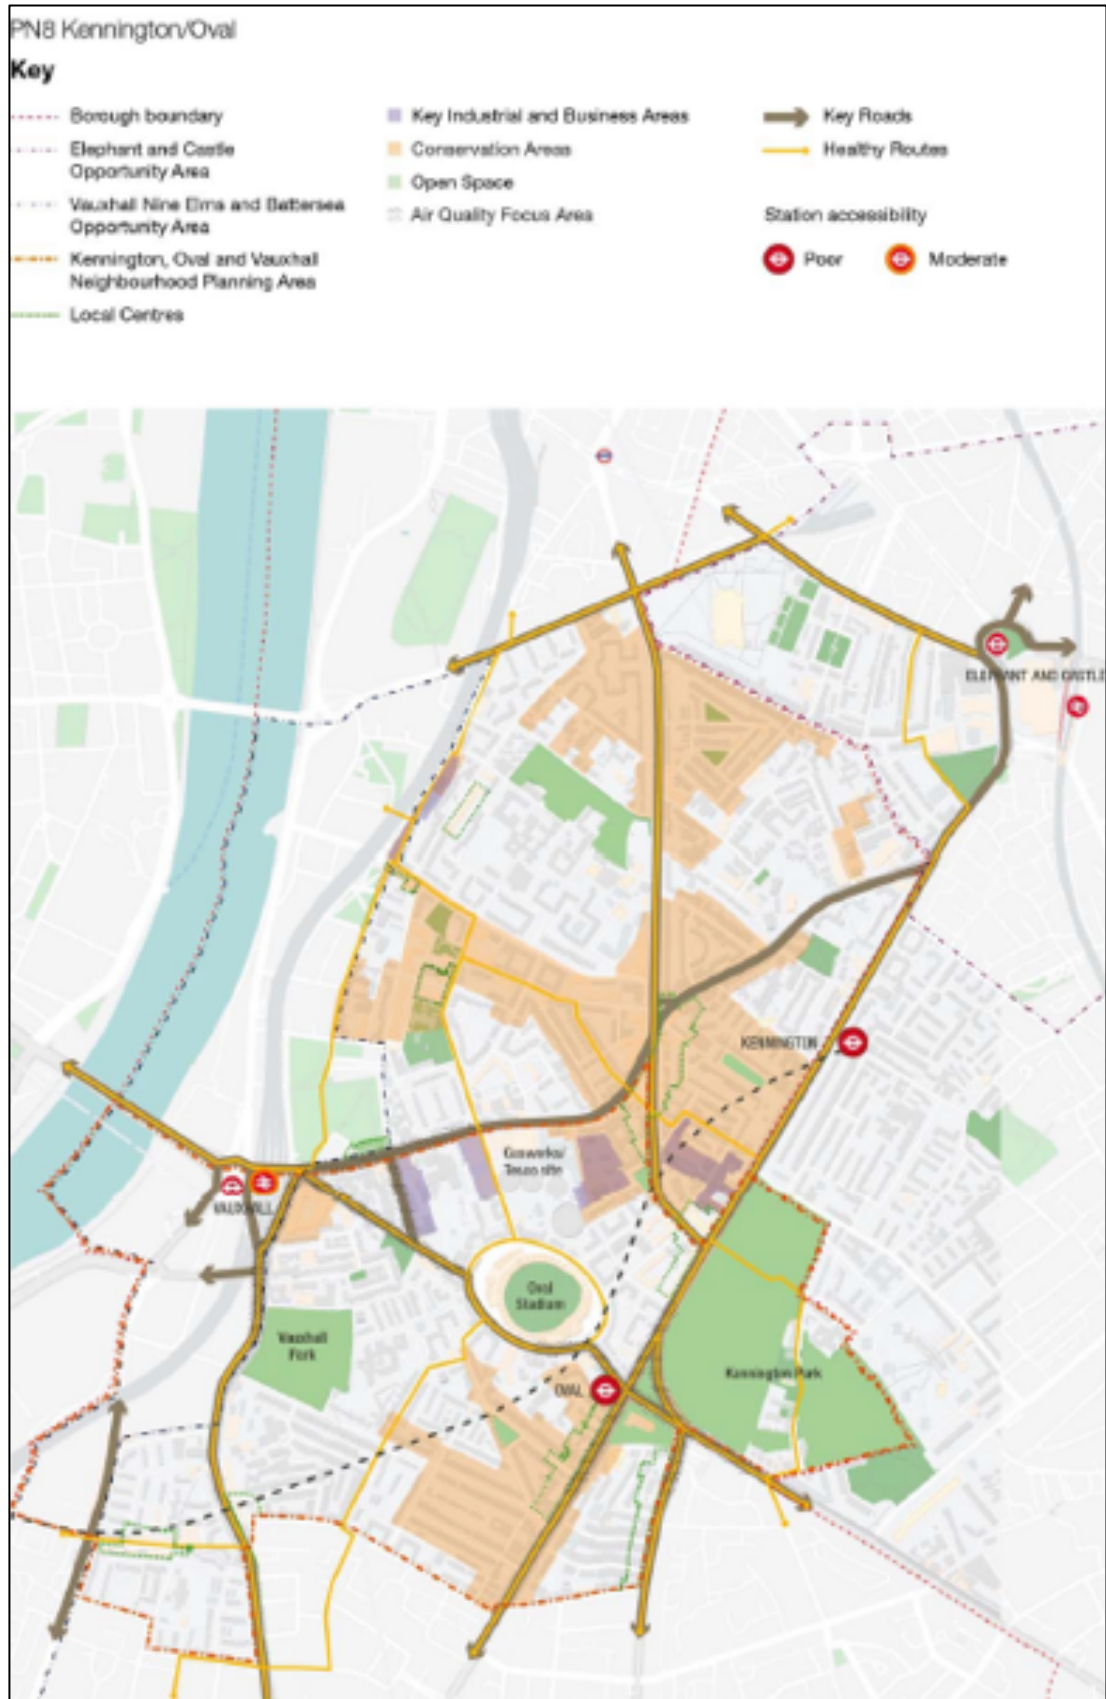 PN8 Kennington/Oval
Key
Borough boundary
Elephant and Castle
Opportunity Area
Vauxhall Nine Elms and Battersea
Opportunity Area
Kennington, Oval and Vauxhall
Neighbourhood Planning Area
Local Centres
Key Industrial and Business Areas
Conservation Areas
Open Space
Air Quality Focus Area
Key Roads
Healthy Routes
Station accessibility
Poor
Moderate
ELEPHANT AND CASTLE
KENNINGTON
Gasworks/
Tesco site
VAUXHALL
Oval
Stadium
Vauxhall
Park
Kennington Park
OVAL